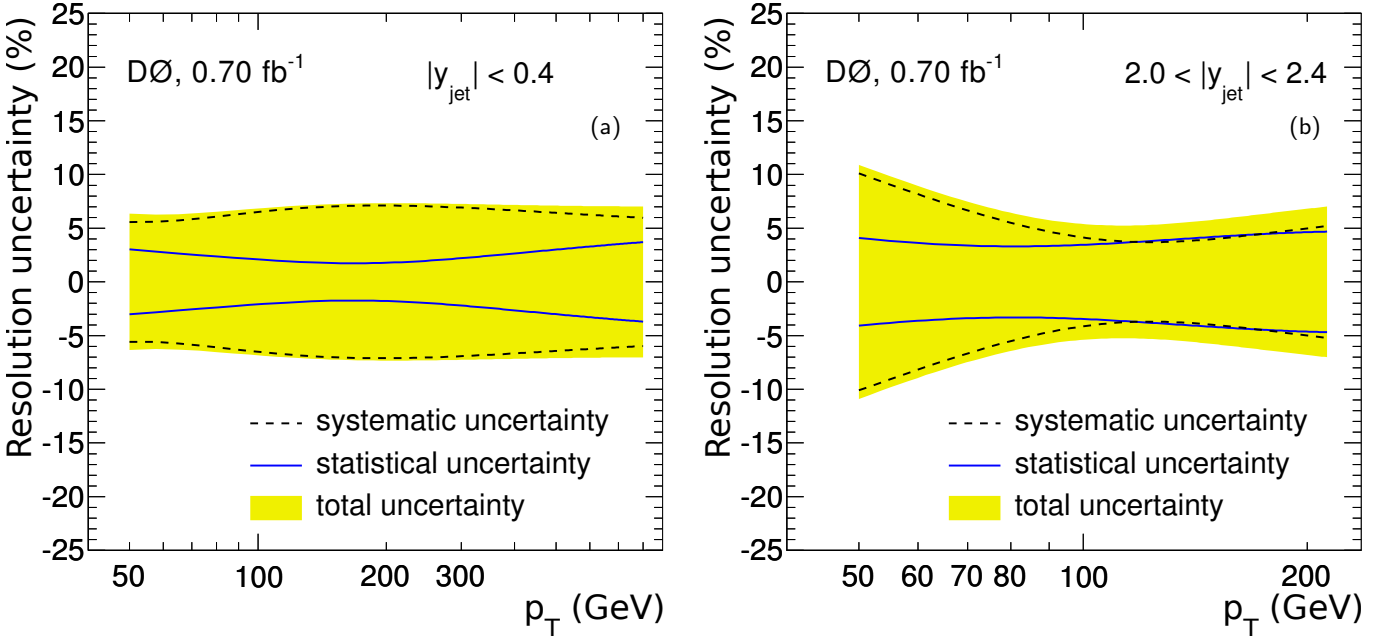 Resolution uncertainty (%)
25
20
15
10
5
0
-5
-10
-15
-20
-25
DØ, 0.70 fb-1
|yjet| < 0.4
(a)
systematic uncertainty
statistical uncertainty
total uncertainty
50 100 200 300
pT (GeV)
Resolution uncertainty (%)
25
20
15
10
5
0
-5
-10
-15
-20
-25
DØ, 0.70 fb-1
2.0 < |yjet| < 2.4
(b)
systematic uncertainty
statistical uncertainty
total uncertainty
50 60 70 80 100 200
pT (GeV)